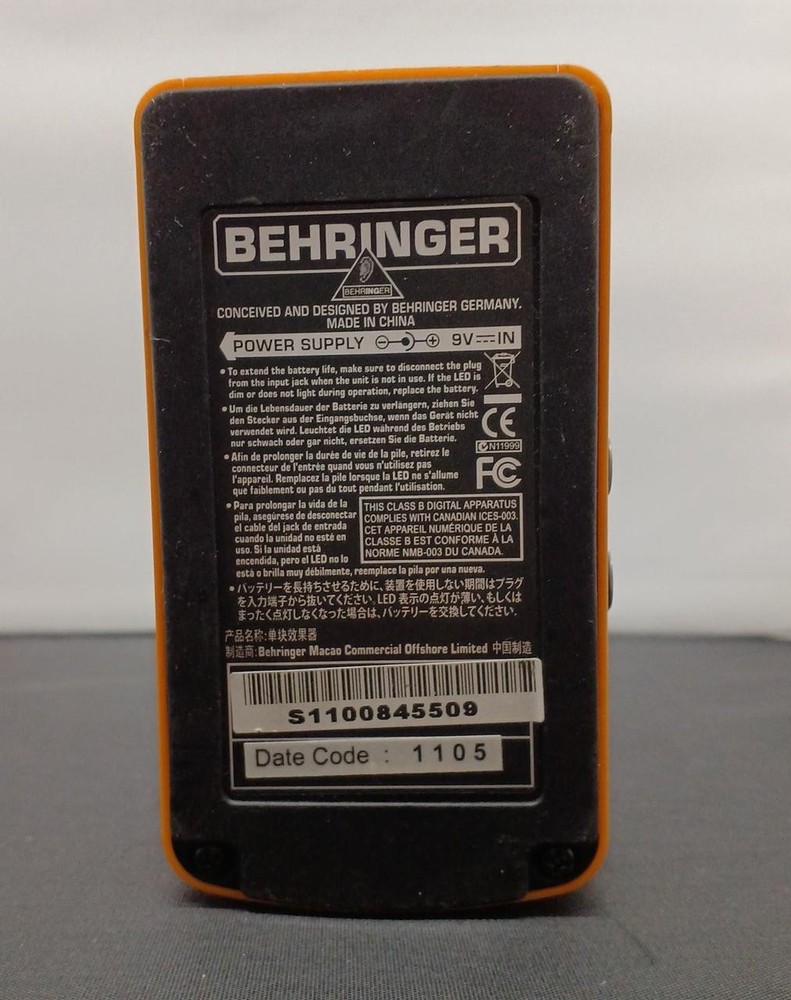 BEHRINGER
BEHRINGER
CONCEIVED AND DESIGNED BY BEHRINGER GERMANY.
MADE IN CHINA
POWER SUPPLY 9V IN
• To extend the battery life, make sure to disconnect the plug
from the input jack when the unit is not in use. If the LED is
dim or does not light during operation, replace the battery.
• Um die Lebensdauer der Batterie zu verlängern, ziehen Sie
den Stecker aus der Eingangsbuchse, wenn das Gerät nicht
verwendet wird. Leuchtet die LED während des Betriebs
nur schwach oder gar nicht, ersetzen Sie die Batterie.
CE
N11999
• Afin de prolonger la durée de vie de la pile, retirez le
connecteur de l'entrée quand vous n'utilisez pas
l'appareil. Remplacez la pile lorsque la LED ne s'allume
que faiblement ou pas du tout pendant l'utilisation.
FC
• Para prolongar la vida de la
pila, asegúrese de desconectar
el cable del jack de entrada
cuando la unidad no esté en
uso. Si la unidad está
encendida, pero el LED no lo
está o brilla muy débilmente, reemplace la pila por una nueva.
THIS CLASS B DIGITAL APPARATUS
COMPLIES WITH CANADIAN ICES-003.
CET APPAREIL NUMÉRIQUE DE LA
CLASSE B EST CONFORME À LA
NORME NMB-003 DU CANADA.
• バッテリーを長持ちさせるために、装置を使用しない期間はプラグ
を入力端子から抜いてください。LED 表示の点灯が薄い、もしくは
まったく点灯しなくなった場合は、バッテリーを交換してください。
产品名称:单块效果器
制造商:Behringer Macao Commercial Offshore Limited 中国制造
S1100845509
Date Code : 1105